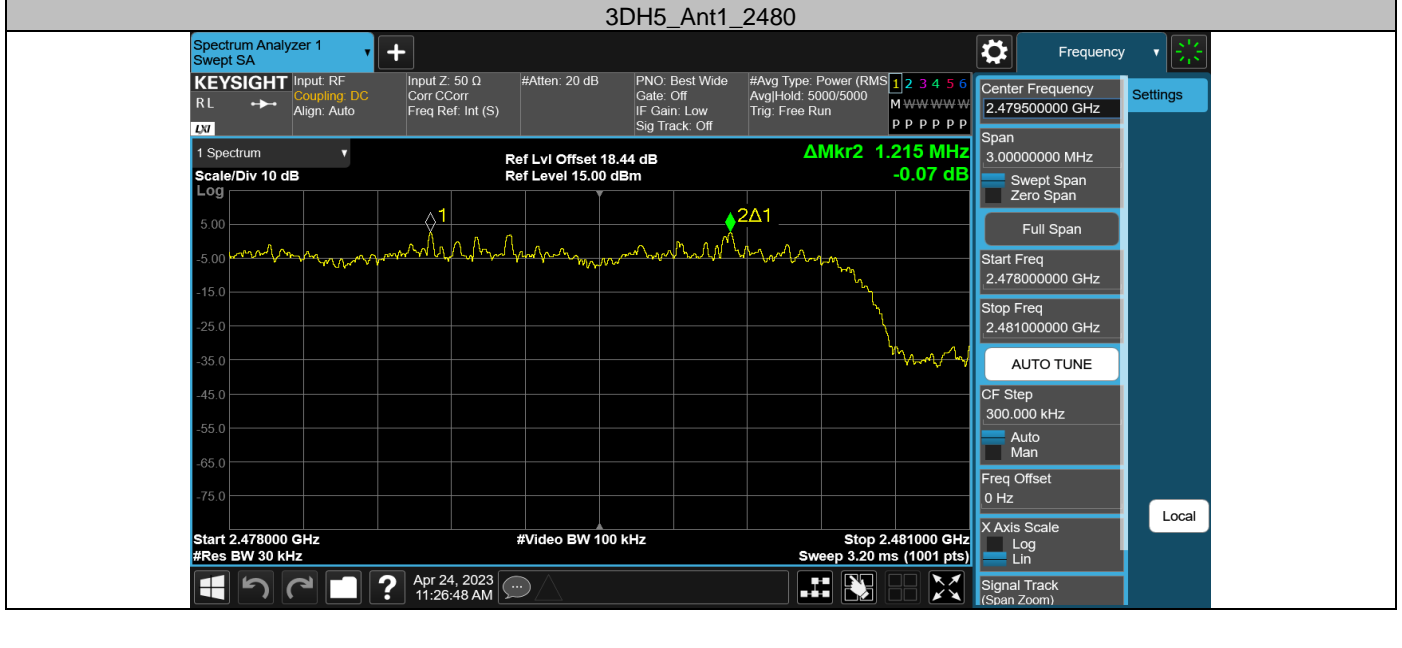 3DH5_Ant1_2480
Spectrum Analyzer 1
Swept SA
Frequency
KEYSIGHT
R L
LXI
Input: RF
Coupling: DC
Align: Auto
Input Z: 50 Ω
Corr CCorr
Freq Ref: Int (S)
#Atten: 20 dB
PNO: Best Wide
Gate: Off
IF Gain: Low
Sig Track: Off
#Avg Type: Power (RMS
Avg|Hold: 5000/5000
Trig: Free Run
1 2 3 4 5 6
M W W W W W
P P P P P P
1 Spectrum
Scale/Div 10 dB
Log
Ref Lvl Offset 18.44 dB
Ref Level 15.00 dBm
ΔMkr2 1.215 MHz
-0.07 dB
1
2Δ1
5.00
-5.00
-15.0
-25.0
-35.0
-45.0
-55.0
-65.0
-75.0
Start 2.478000 GHz
#Res BW 30 kHz
#Video BW 100 kHz
Stop 2.481000 GHz
Sweep 3.20 ms (1001 pts)
Apr 24, 2023
11:26:48 AM
Center Frequency
2.479500000 GHz
Span
3.00000000 MHz
Swept Span
Zero Span
Full Span
Start Freq
2.478000000 GHz
Stop Freq
2.481000000 GHz
AUTO TUNE
CF Step
300.000 kHz
Auto
Man
Freq Offset
0 Hz
X Axis Scale
Log
Lin
Signal Track
(Span Zoom)
Settings
Local